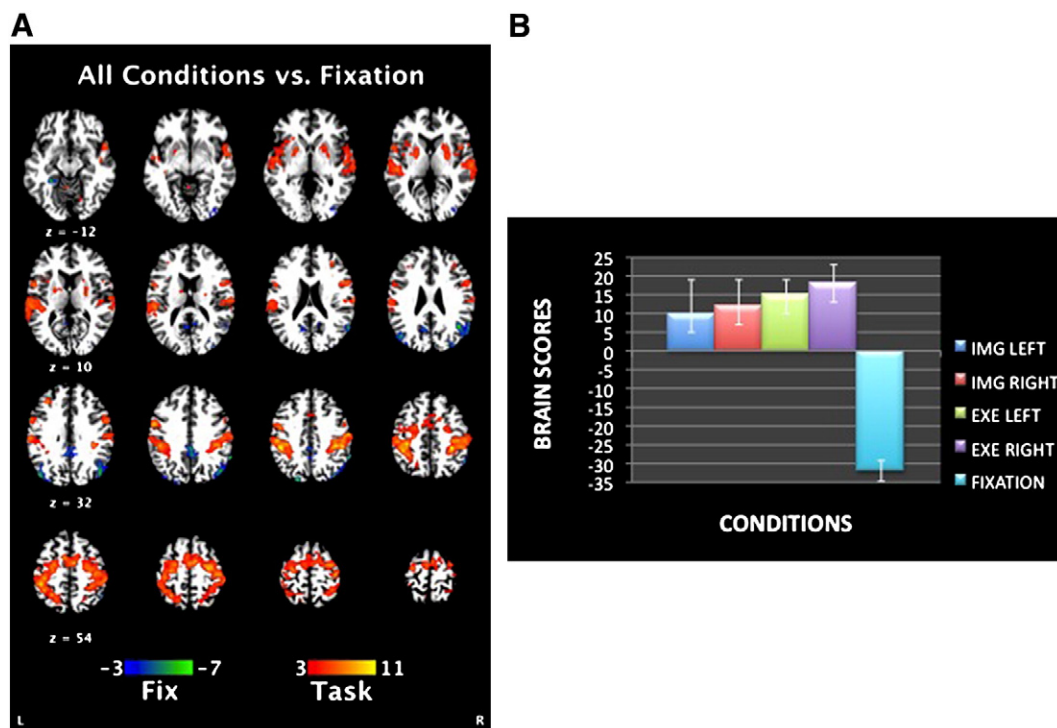 A
All Conditions vs. Fixation
z = -12
z = 10
z = 32
z = 54
-3 -7
Fix
3 11
Task
L R
B
25
20
15
10
5
0
-5
-10
-15
-20
-25
-30
-35
BRAIN SCORES
CONDITIONS
IMG LEFT
IMG RIGHT
EXE LEFT
EXE RIGHT
FIXATION